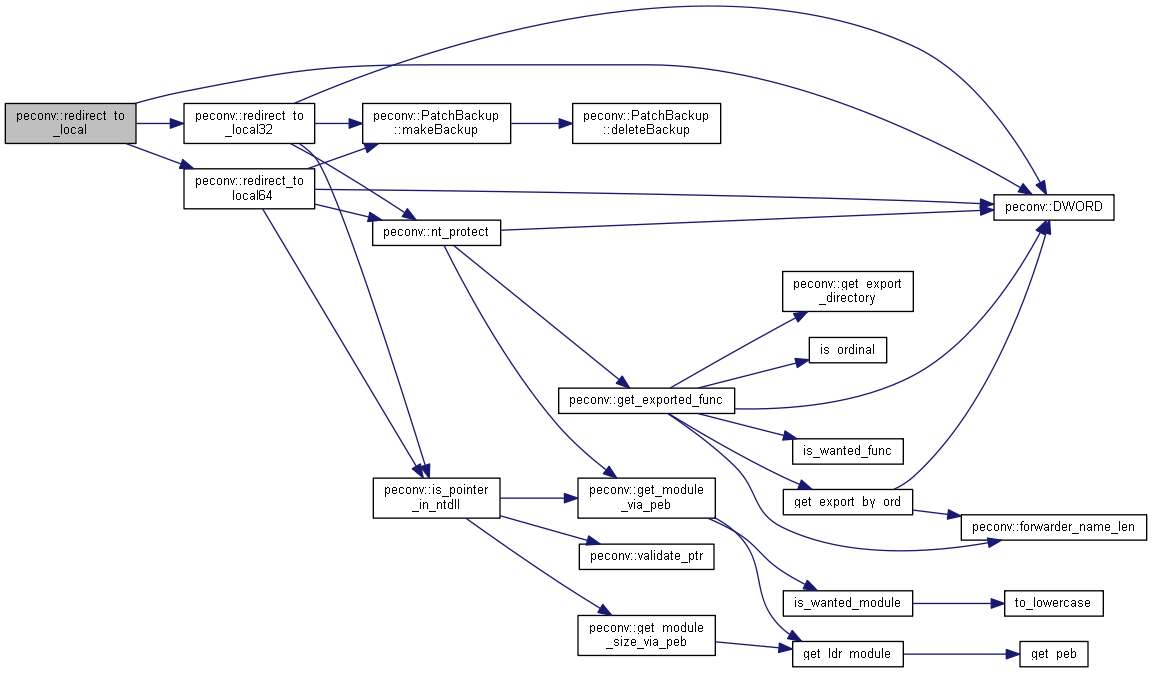 peconv::redirect_to
_local
peconv::redirect_to
_local32
peconv::redirect_to
_local64
peconv::PatchBackup
::makeBackup
peconv::PatchBackup
::deleteBackup
peconv::DWORD
peconv::nt_protect
peconv::get_export
_directory
is_ordinal
peconv::get_exported_func
is_wanted_func
get_export_by_ord
peconv::forwarder_name_len
peconv::is_pointer
_in_ntdll
peconv::get_module
_via_peb
peconv::validate_ptr
is_wanted_module
to_lowercase
peconv::get_module
_size_via_peb
get_ldr_module
get_peb